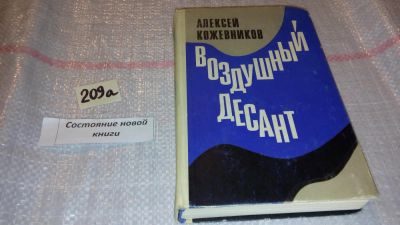 АЛЕКСЕЙ
КОЖЕВНИКОВ
ВОЗДУШНЫЙ
ДЕСАНТ
209а
Состояние новой
книги